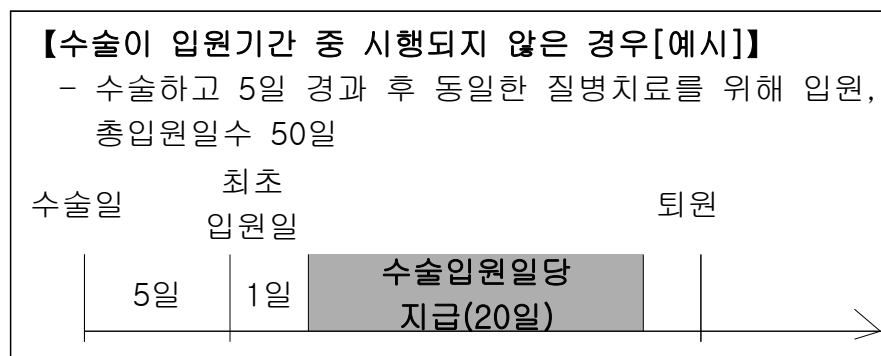 【수술이 입원기간 중 시행되지 않은 경우[예시]】
- 수술하고 5일 경과 후 동일한 질병치료를 위해 입원,
총입원일수 50일
수술일
최초
입원일
퇴원
5일
1일
수술입원일당
지급(20일)